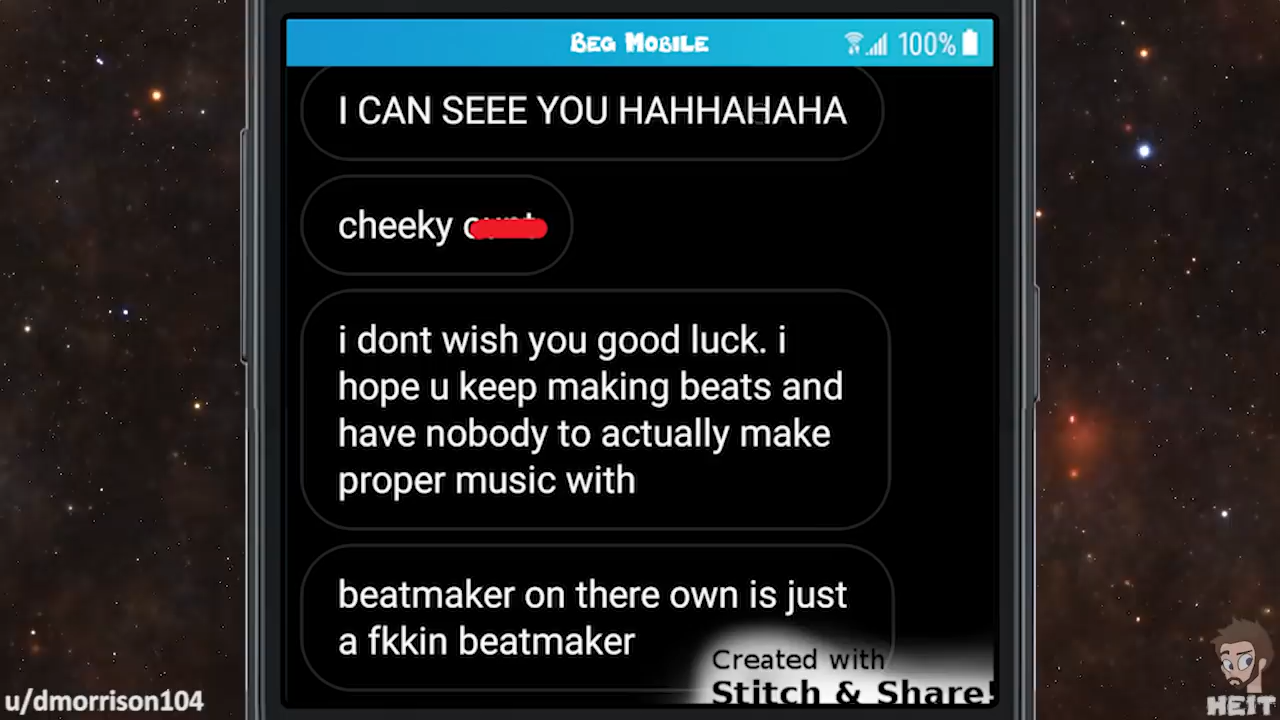 BEG MOBILE 100%
I CAN SEEE YOU HAHHAHAHA
cheeky
i dont wish you good luck. i
hope u keep making beats and
have nobody to actually make
proper music with
beatmaker on there own is just
a fkkin beatmaker
Created with
Stitch & Share!
u/dmorrison104
HEIT